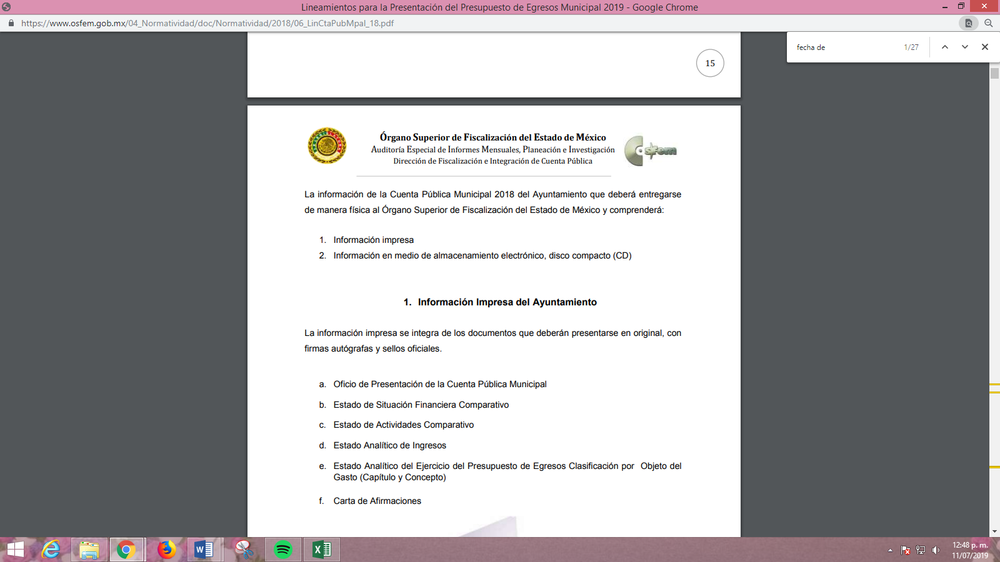 Lineamientos para la Presentación del Presupuesto de Egresos Municipal 2019 - Google Chrome
https://www.osfem.gob.mx/04_Normatividad/doc/Normatividad/2018/06_LinCtaPubMpal_18.pdf
fecha de 1/27
15
Órgano Superior de Fiscalización del Estado de México
Auditoría Especial de Informes Mensuales, Planeación e Investigación
Dirección de Fiscalización e Integración de Cuenta Pública
osfem
La información de la Cuenta Pública Municipal 2018 del Ayuntamiento que deberá entregarse
de manera física al Órgano Superior de Fiscalización del Estado de México y comprenderá:
1. Información impresa
2. Información en medio de almacenamiento electrónico, disco compacto (CD)
1. Información Impresa del Ayuntamiento
La información impresa se integra de los documentos que deberán presentarse en original, con
firmas autógrafas y sellos oficiales.
a. Oficio de Presentación de la Cuenta Pública Municipal
b. Estado de Situación Financiera Comparativo
c. Estado de Actividades Comparativo
d. Estado Analítico de Ingresos
e. Estado Analítico del Ejercicio del Presupuesto de Egresos Clasificación por Objeto del
Gasto (Capítulo y Concepto)
f. Carta de Afirmaciones
12:48 p. m.
11/07/2019